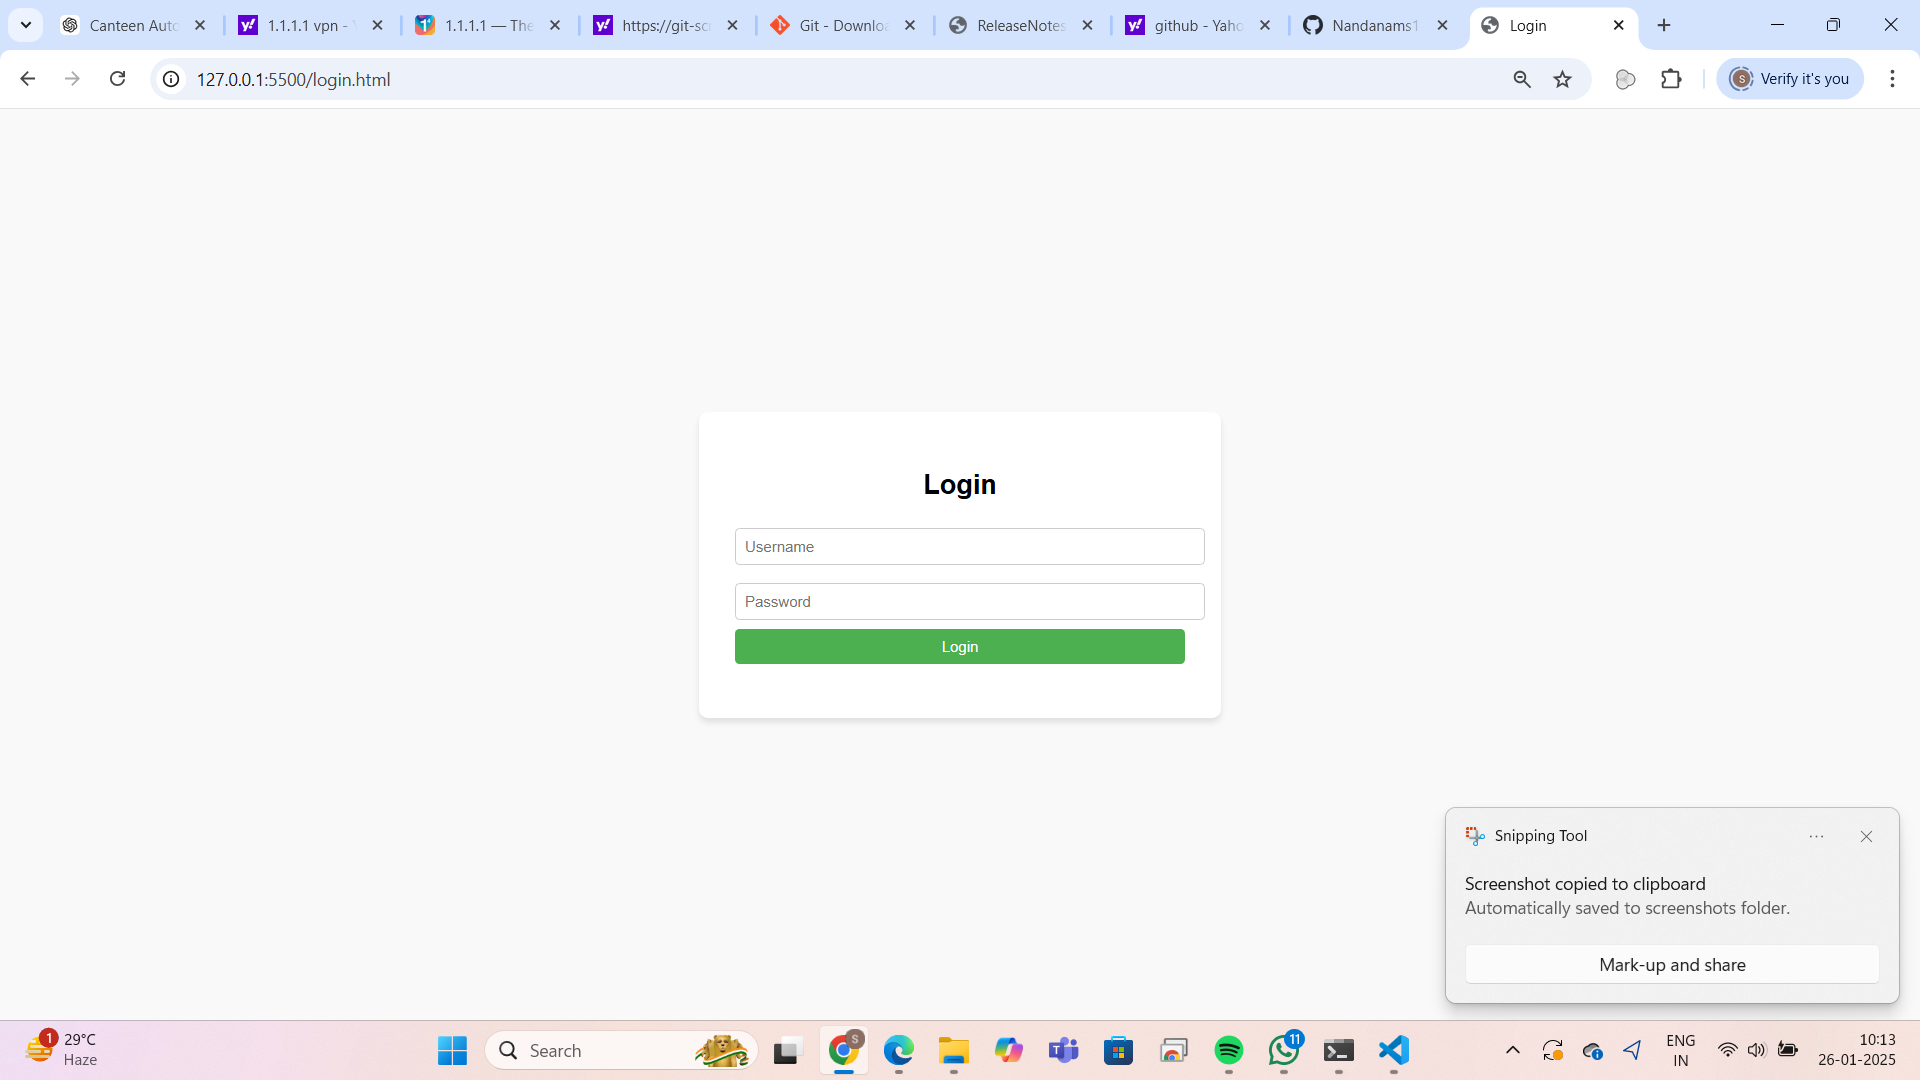 Canteen Auto
1.1.1.1 vpn - Y
1.1.1.1 — The
https://git-scr
Git - Downloa
ReleaseNotes
github - Yaho
Nandanams1
Login
127.0.0.1:5500/login.html
S
Verify it's you
Login
Username
Password
Login
Snipping Tool
Screenshot copied to clipboard
Automatically saved to screenshots folder.
Mark-up and share
1
29°C
Haze
Search
S
11
ENG
IN
10:13
26-01-2025